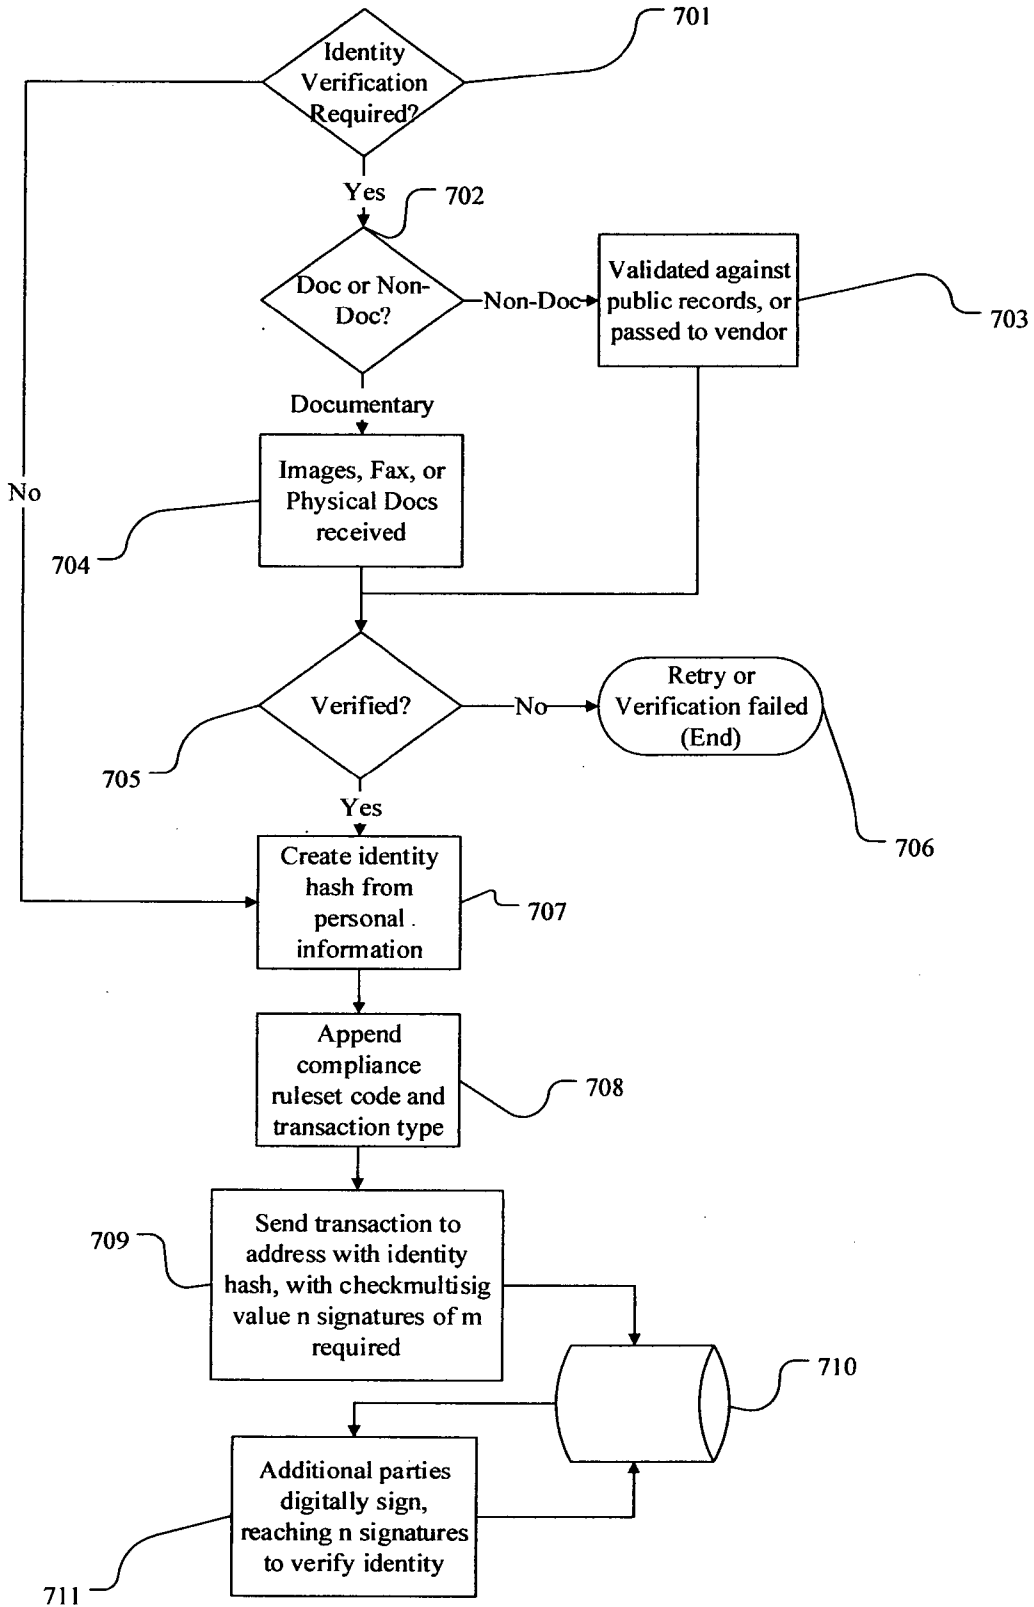 701
Identity
Verification
Required?
Yes
702
Doc or Non-
Doc?
Non-Doc
Validated against
public records, or
passed to vendor
703
Documentary
No
Images, Fax, or
Physical Docs
received
704
Verified?
No
Retry or
Verification failed
(End)
705
706
Yes
Create identity
hash from
personal
information
707
Append
compliance
ruleset code and
transaction type
708
Send transaction to
address with identity
hash, with checkmultisig
value n signatures of m
required
709
710
Additional parties
digitally sign,
reaching n signatures
to verify identity
711